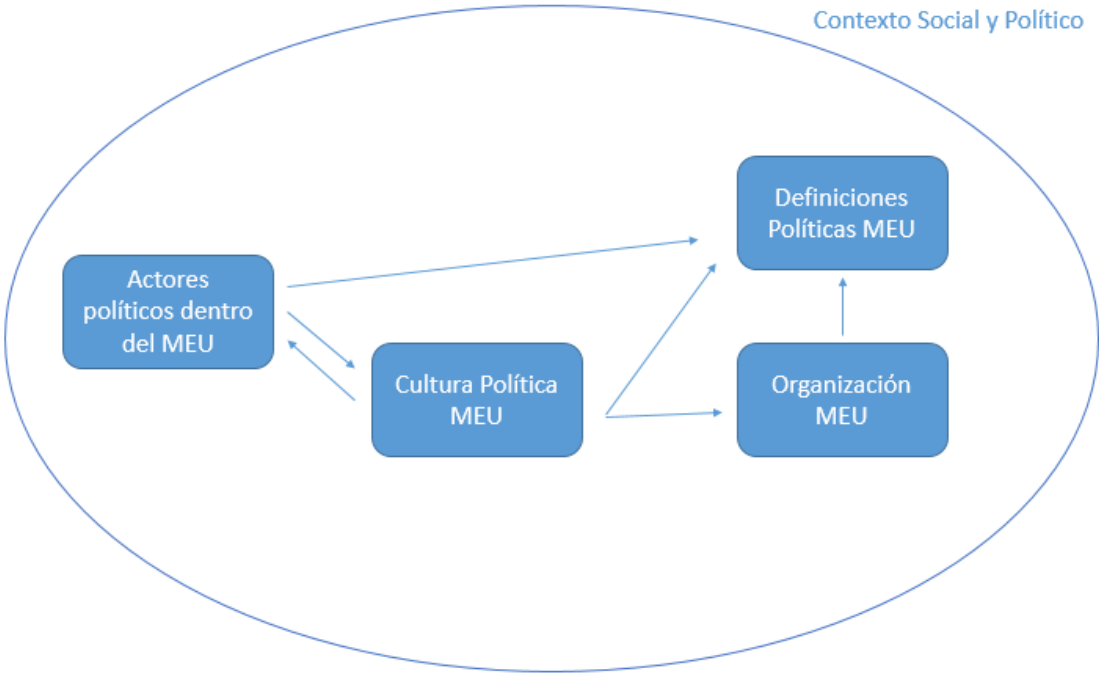 Contexto Social y Político
Definiciones
Políticas MEU
Actores
políticos dentro
del MEU
Cultura Política
MEU
Organización
MEU